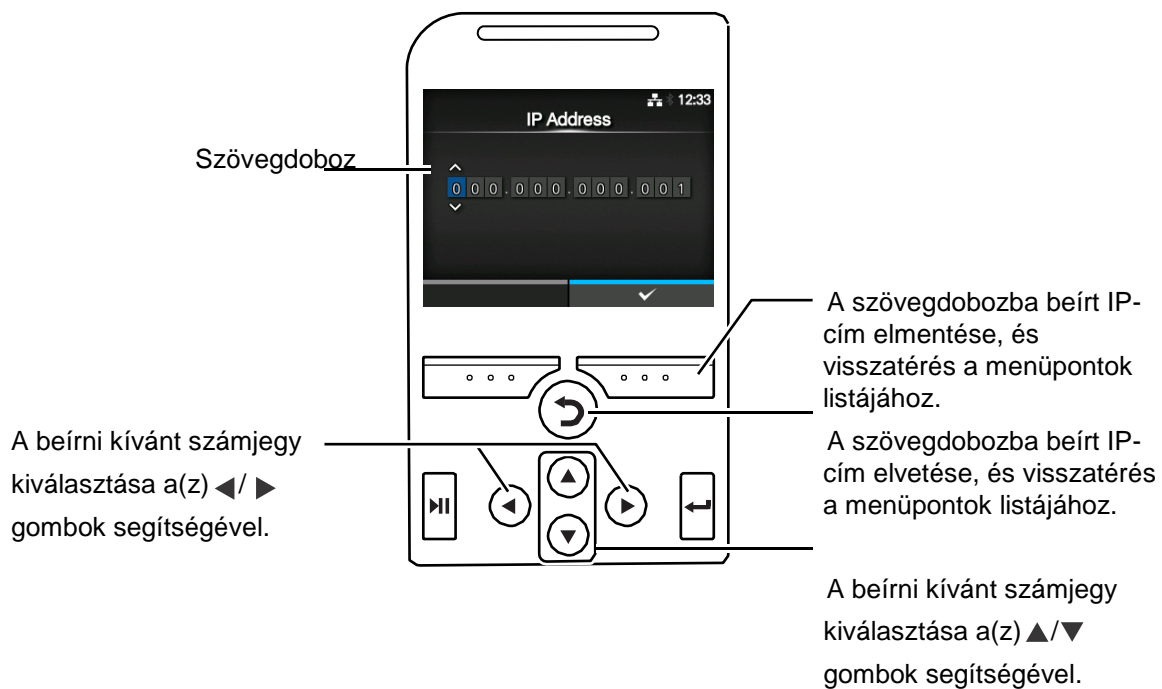 12:33
IP Address
Szövegdoboz
000.000.000.001
A szövegdobozba beírt IP-
cím elmentése, és
visszatérés a menüpontok
listájához.
A szövegdobozba beírt IP-
cím elvetése, és visszatérés
a menüpontok listájához.
A beírni kívánt számjegy
kiválasztása a(z) ◀/ ▶
gombok segítségével.
A beírni kívánt számjegy
kiválasztása a(z) ▲/▼
gombok segítségével.